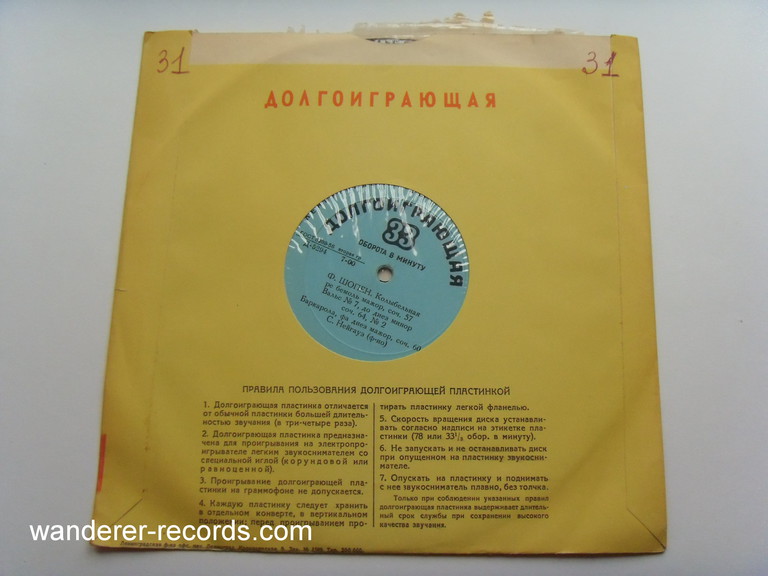 31
31
ДОЛГОИГРАЮЩАЯ
ДОЛГОИГРАЮЩАЯ
33
ОБОРОТА В МИНУТУ
1-00
Ф. ШОПЕН. Колыбельная
ре бемоль мажор, соч. 57
Вальс № 7, до диез минор
соч. 64, № 2
Баркарола, фа диез мажор, соч. 60
С. Нейгауз (ф-но)
ПРАВИЛА ПОЛЬЗОВАНИЯ ДОЛГОИГРАЮЩЕЙ ПЛАСТИНКОЙ
1. Долгоиграющая пластинка отличается
от обычной пластинки большей длитель-
ностью звучания (в три-четыре раза).
2. Долгоиграющая пластинка предназна-
чена для проигрывания на электропро-
игрывателе легким звукоснимателем со
специальной иглой (корундовой или
равноценной).
3. Проигрывание долгоиграющей пла-
стинки на граммофоне не допускается.
4. Каждую пластинку следует хранить
в отдельном конверте, в вертикальном
положении; перед проигрыванием про-
тирать пластинку легкой фланелью.
5. Скорость вращения диска устанавли-
вать согласно надписи на этикетке пла-
стинки (78 или 33⅓ обор. в минуту).
6. Не запускать и не останавливать диск
при опущенном на пластинку звукосни-
мателе.
7. Опускать на пластинку и поднимать
с нее звукосниматель плавно, без толчка.
Только при соблюдении указанных правил
долгоиграющая пластинка выдерживает длитель-
ный срок службы при сохранении высокого
качества звучания.
wanderer-records.com